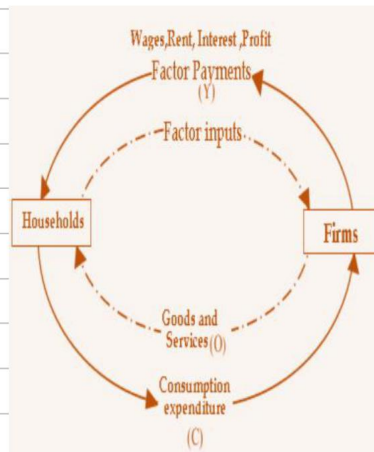 Wages,Rent, Interest ,Profit
Factor Payments
(Y)
Factor inputs
Households
Firms
Goods and
Services(O)
Consumption
expenditure
(C)